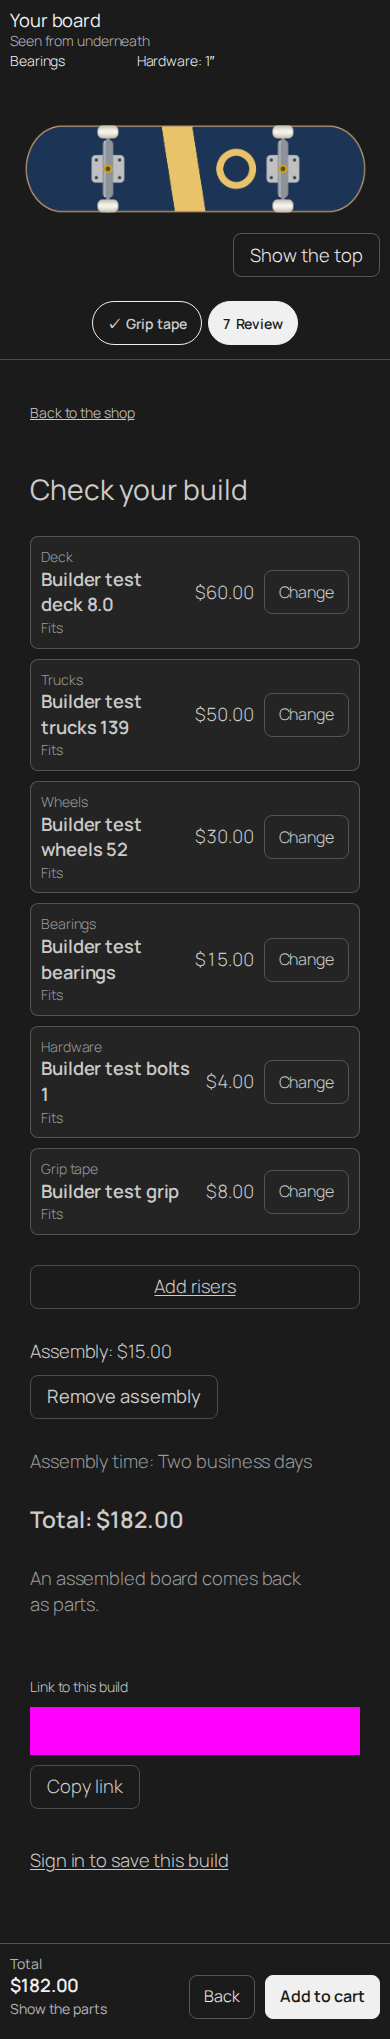 Your board
Seen from underneath
Bearings Hardware: 1″
Show the top
✓ Grip tape 7 Review
Back to the shop
Check your build
Deck
Builder test
deck 8.0
$60.00 Change
Fits
Trucks
Builder test
trucks 139
$50.00 Change
Fits
Wheels
Builder test
wheels 52
$30.00 Change
Fits
Bearings
Builder test
bearings
$15.00 Change
Fits
Hardware
Builder test bolts
1
$4.00 Change
Fits
Grip tape
Builder test grip
$8.00 Change
Fits
Add risers
Assembly: $15.00
Remove assembly
Assembly time: Two business days
Total: $182.00
An assembled board comes back
as parts.
Link to this build
Copy link
Sign in to save this build
Total
$182.00
Show the parts
Back Add to cart